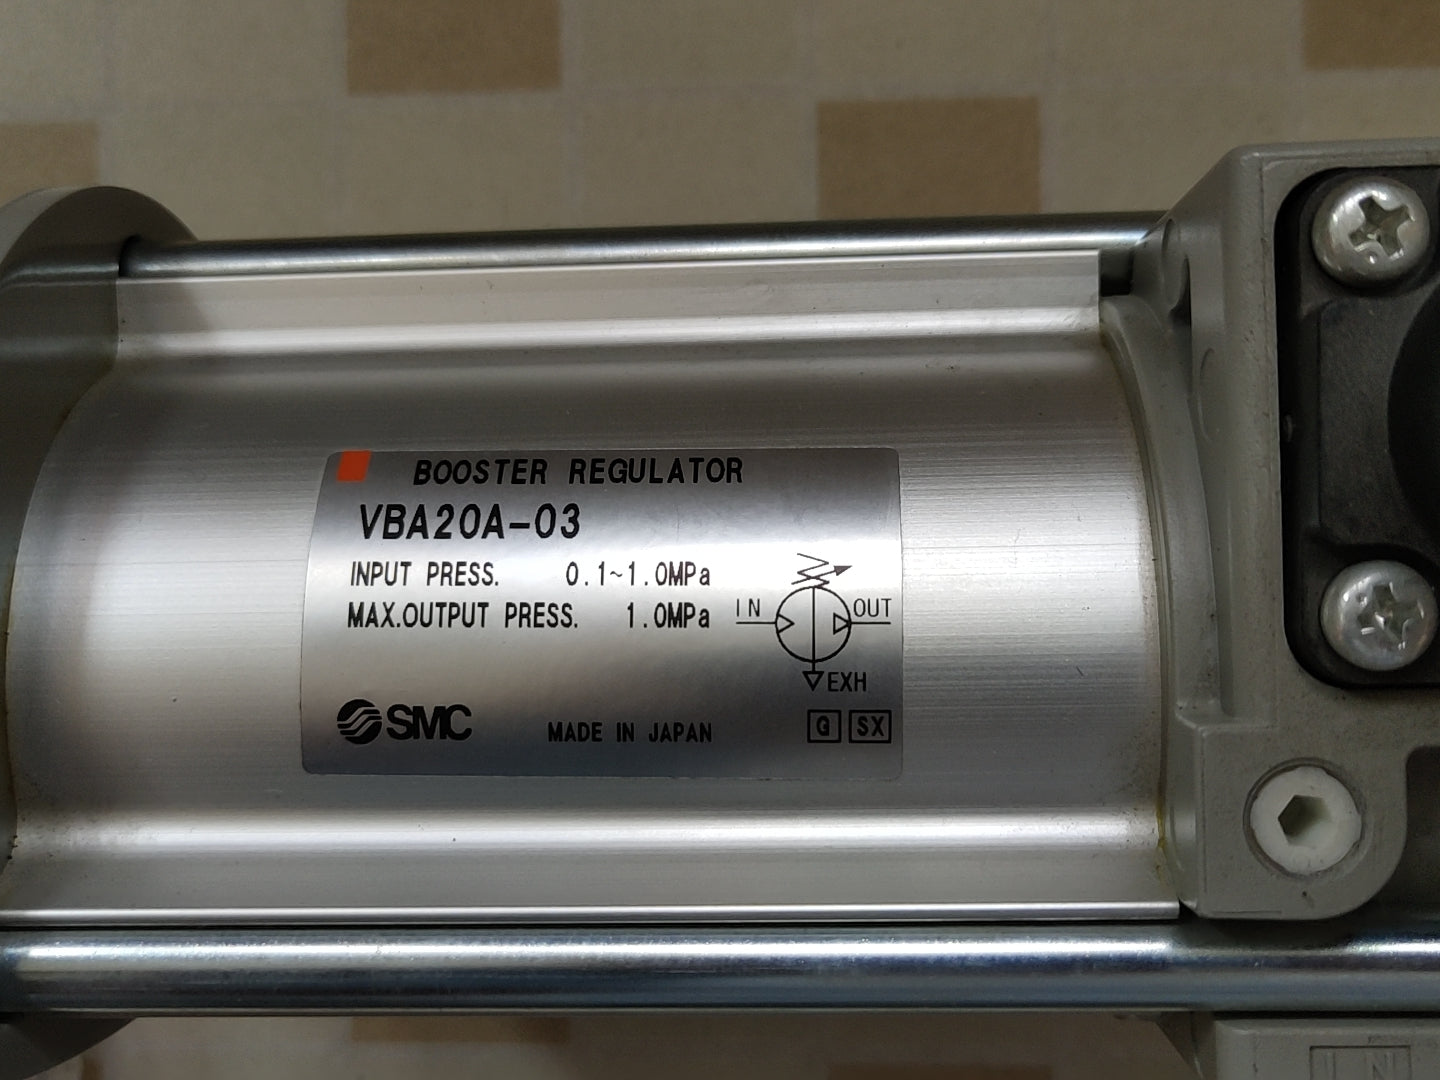 BOOSTER REGULATOR
VBA20A-03
INPUT PRESS. 0.1~1.0MPa
MAX.OUTPUT PRESS. 1.0MPa
IN OUT
EXH
SMC MADE IN JAPAN Q SX
IN